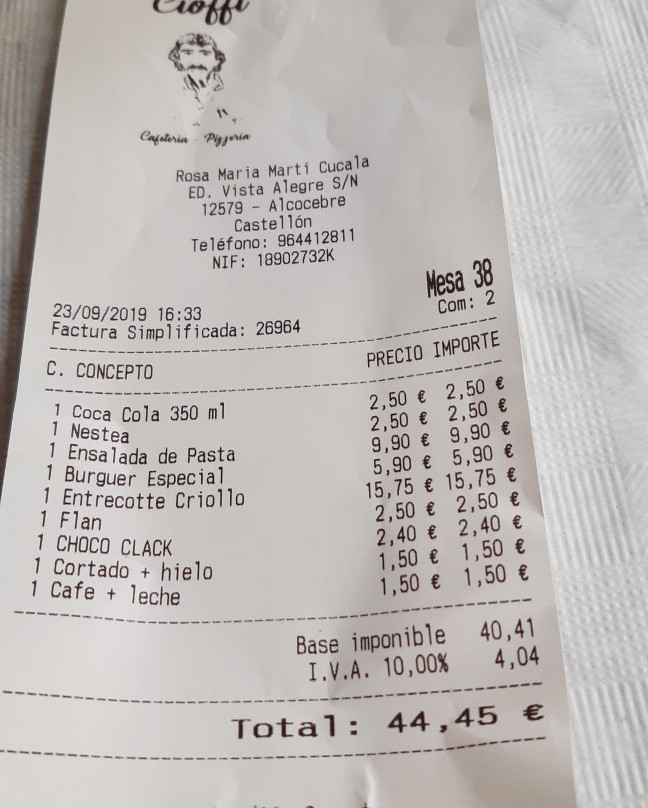 Cioffi
Cafeteria - Pizzeria
Rosa Maria Martí Cucala
ED. Vista Alegre S/N
12579 - Alcocebre
Castellón
Teléfono: 964412811
NIF: 18902732K
Mesa 38
23/09/2019 16:33 Com: 2
Factura Simplificada: 26964
C. CONCEPTO PRECIO IMPORTE
1 Coca Cola 350 ml 2,50 € 2,50 €
1 Nestea 2,50 € 2,50 €
1 Ensalada de Pasta 9,90 € 9,90 €
1 Burguer Especial 5,90 € 5,90 €
1 Entrecotte Criollo 15,75 € 15,75 €
1 Flan 2,50 € 2,50 €
1 CHOCO CLACK 2,40 € 2,40 €
1 Cortado + hielo 1,50 € 1,50 €
1 Cafe + leche 1,50 € 1,50 €
Base imponible 40,41
I.V.A. 10,00% 4,04
Total: 44,45 €